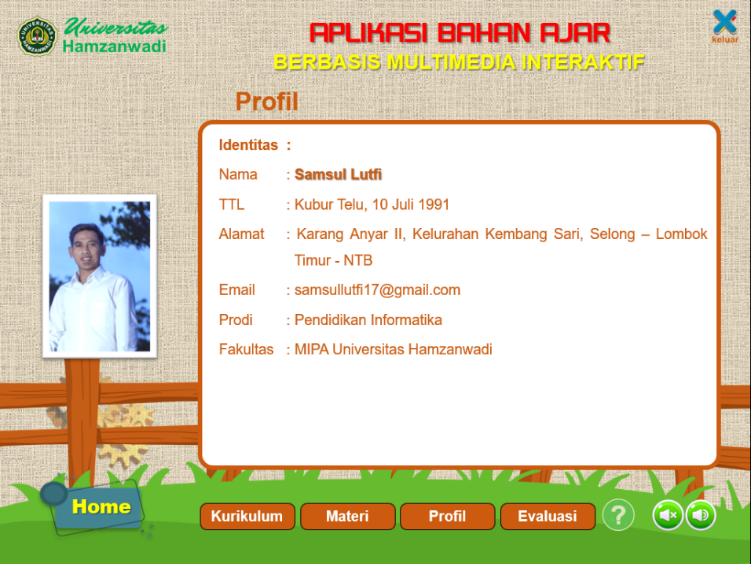 Universitas
Hamzanwadi
APLIKASI BAHAN AJAR
BERBASIS MULTIMEDIA INTERAKTIF
keluar
Profil
Identitas :
Nama : Samsul Lutfi
TTL : Kubur Telu, 10 Juli 1991
Alamat : Karang Anyar II, Kelurahan Kembang Sari, Selong – Lombok
Timur - NTB
Email : samsullutfi17@gmail.com
Prodi : Pendidikan Informatika
Fakultas : MIPA Universitas Hamzanwadi
Home
Kurikulum
Materi
Profil
Evaluasi
?